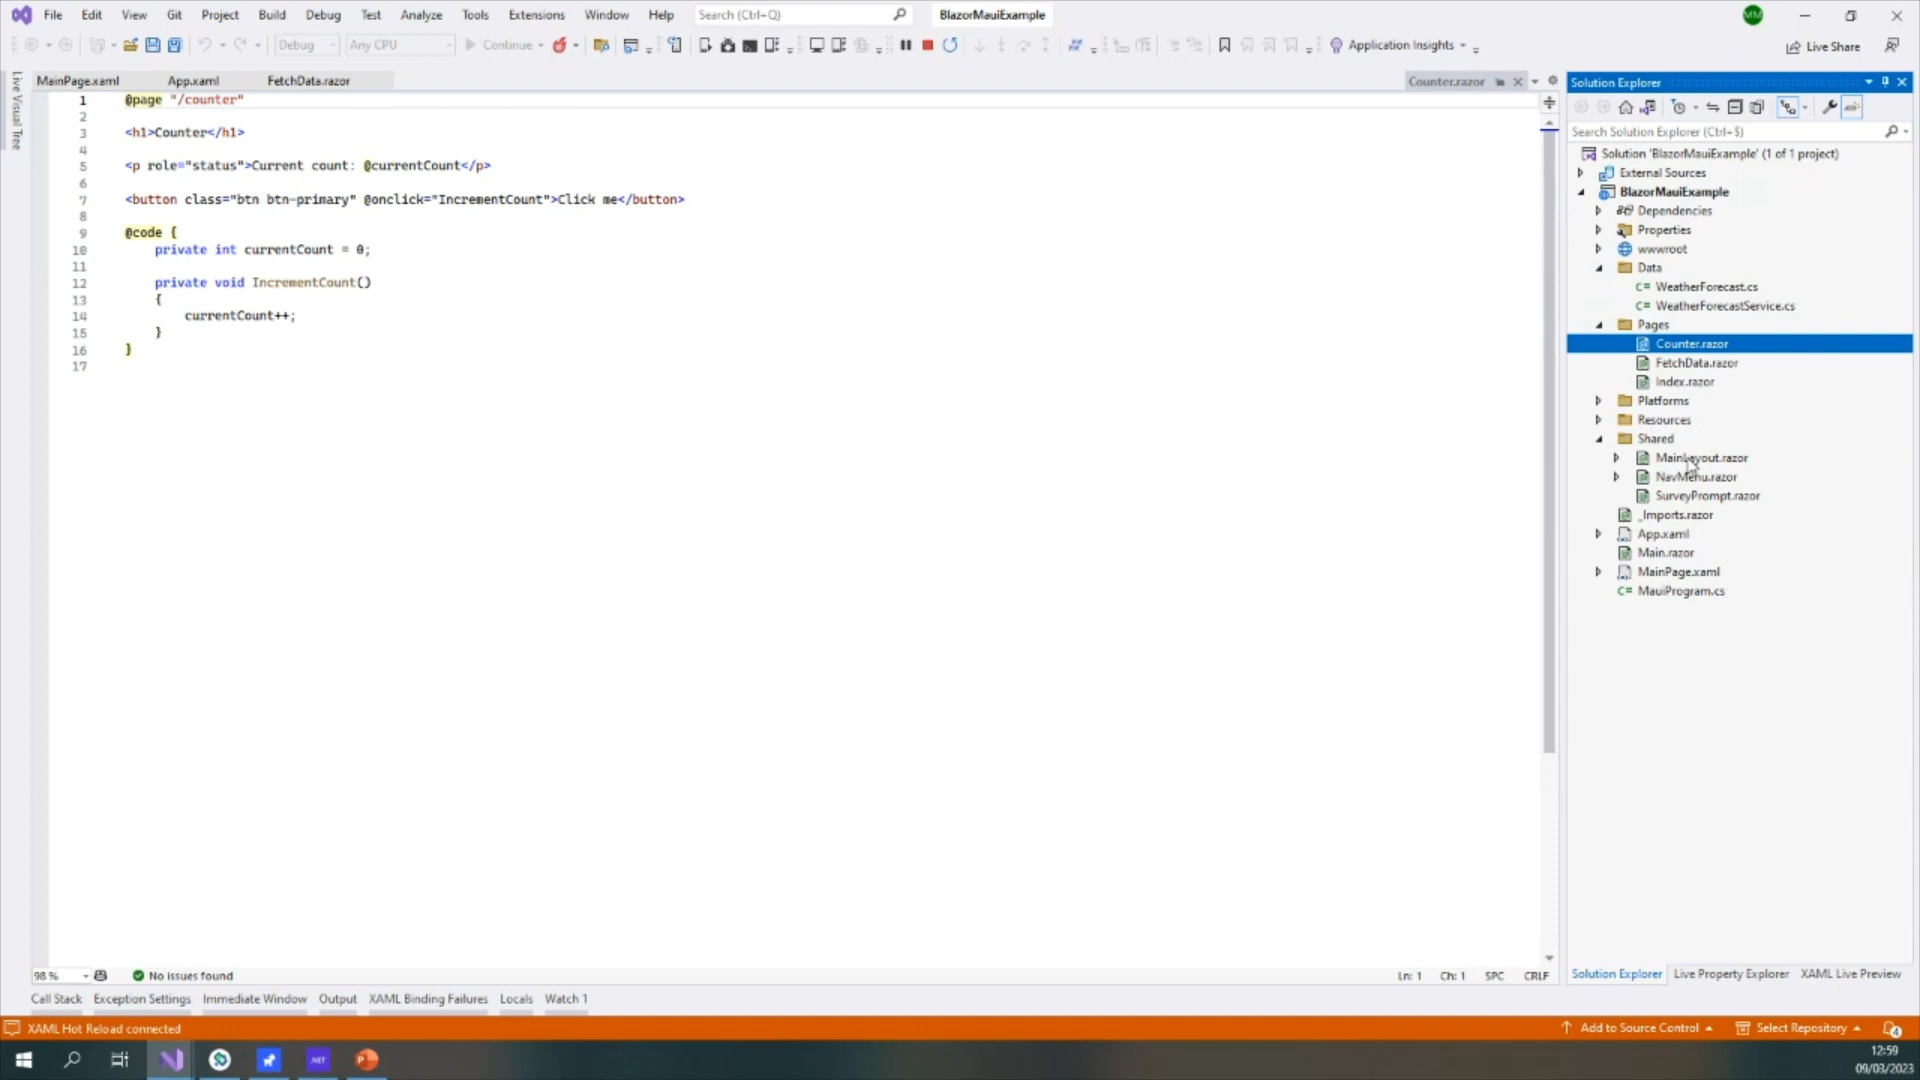 File Edit View Git Project Build Debug Test Analyze Tools Extensions Window Help Search (Ctrl+Q) BlazorMauiExample MM
Debug Any CPU Continue Application Insights Live Share
Live Visual Tree
MainPage.xaml App.xaml FetchData.razor Counter.razor
1 @page "/counter"
2
3 <h1>Counter</h1>
4
5 <p role="status">Current count: @currentCount</p>
6
7 <button class="btn btn-primary" @onclick="IncrementCount">Click me</button>
8
9 @code {
10 private int currentCount = 0;
11
12 private void IncrementCount()
13 {
14 currentCount++;
15 }
16 }
17
98 % No issues found Ln: 1 Ch: 1 SPC CRLF
Solution Explorer
Search Solution Explorer (Ctrl+$)
Solution 'BlazorMauiExample' (1 of 1 project)
External Sources
BlazorMauiExample
Dependencies
Properties
wwwroot
Data
C# WeatherForecast.cs
C# WeatherForecastService.cs
Pages
Counter.razor
FetchData.razor
Index.razor
Platforms
Resources
Shared
MainLayout.razor
NavMenu.razor
SurveyPrompt.razor
_Imports.razor
App.xaml
Main.razor
MainPage.xaml
C# MauiProgram.cs
Solution Explorer Live Property Explorer XAML Live Preview
Call Stack Exception Settings Immediate Window Output XAML Binding Failures Locals Watch 1
XAML Hot Reload connected Add to Source Control Select Repository 4
.NET P 12:59
09/03/2023